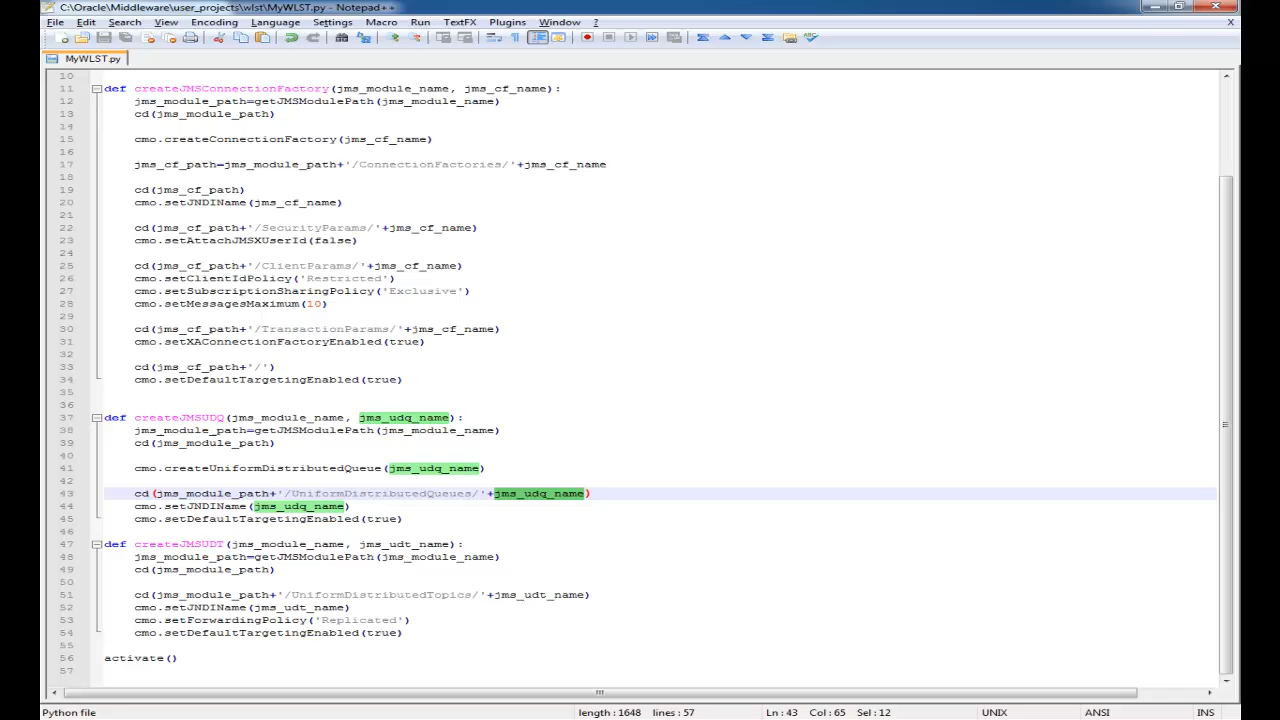 C:\Oracle\Middleware\user_projects\wlst\MyWLST.py - Notepad++
File Edit Search View Encoding Language Settings Macro Run TextFX Plugins Window ? X
MyWLST.py
10
11 def createJMSConnectionFactory(jms_module_name, jms_cf_name):
12 jms_module_path=getJMSModulePath(jms_module_name)
13 cd(jms_module_path)
14
15 cmo.createConnectionFactory(jms_cf_name)
16
17 jms_cf_path=jms_module_path+'/ConnectionFactories/'+jms_cf_name
18
19 cd(jms_cf_path)
20 cmo.setJNDIName(jms_cf_name)
21
22 cd(jms_cf_path+'/SecurityParams/'+jms_cf_name)
23 cmo.setAttachJMSXUserId(false)
24
25 cd(jms_cf_path+'/ClientParams/'+jms_cf_name)
26 cmo.setClientIdPolicy('Restricted')
27 cmo.setSubscriptionSharingPolicy('Exclusive')
28 cmo.setMessagesMaximum(10)
29
30 cd(jms_cf_path+'/TransactionParams/'+jms_cf_name)
31 cmo.setXAConnectionFactoryEnabled(true)
32
33 cd(jms_cf_path+'/')
34 cmo.setDefaultTargetingEnabled(true)
35
36
37 def createJMSUDQ(jms_module_name, jms_udq_name):
38 jms_module_path=getJMSModulePath(jms_module_name)
39 cd(jms_module_path)
40
41 cmo.createUniformDistributedQueue(jms_udq_name)
42
43 cd(jms_module_path+'/UniformDistributedQueues/'+jms_udq_name)
44 cmo.setJNDIName(jms_udq_name)
45 cmo.setDefaultTargetingEnabled(true)
46
47 def createJMSUDT(jms_module_name, jms_udt_name):
48 jms_module_path=getJMSModulePath(jms_module_name)
49 cd(jms_module_path)
50
51 cd(jms_module_path+'/UniformDistributedTopics/'+jms_udt_name)
52 cmo.setJNDIName(jms_udt_name)
53 cmo.setForwardingPolicy('Replicated')
54 cmo.setDefaultTargetingEnabled(true)
55
56 activate()
57
Python file length : 1648 lines : 57 Ln : 43 Col : 65 Sel : 12 UNIX ANSI INS